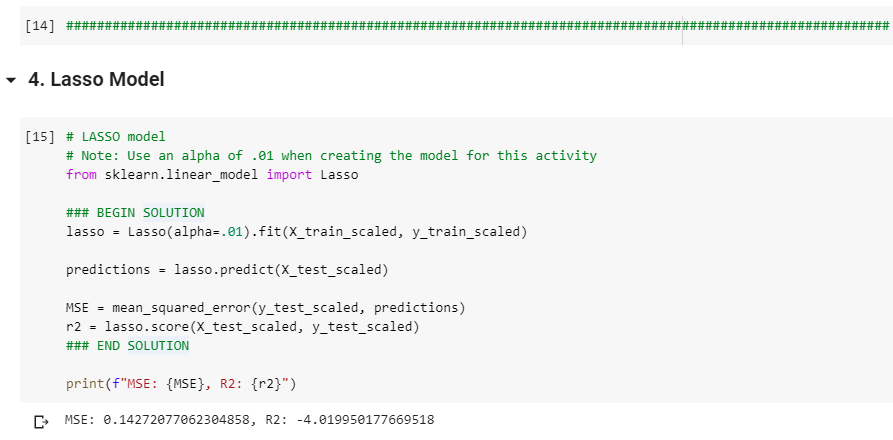 [14] ###########################################################################################################
4. Lasso Model
[15] # LASSO model
# Note: Use an alpha of .01 when creating the model for this activity
from sklearn.linear_model import Lasso
### BEGIN SOLUTION
lasso = Lasso(alpha=.01).fit(X_train_scaled, y_train_scaled)
predictions = lasso.predict(X_test_scaled)
MSE = mean_squared_error(y_test_scaled, predictions)
r2 = lasso.score(X_test_scaled, y_test_scaled)
### END SOLUTION
print(f"MSE: {MSE}, R2: {r2}")
MSE: 0.14272077062304858, R2: -4.019950177669518